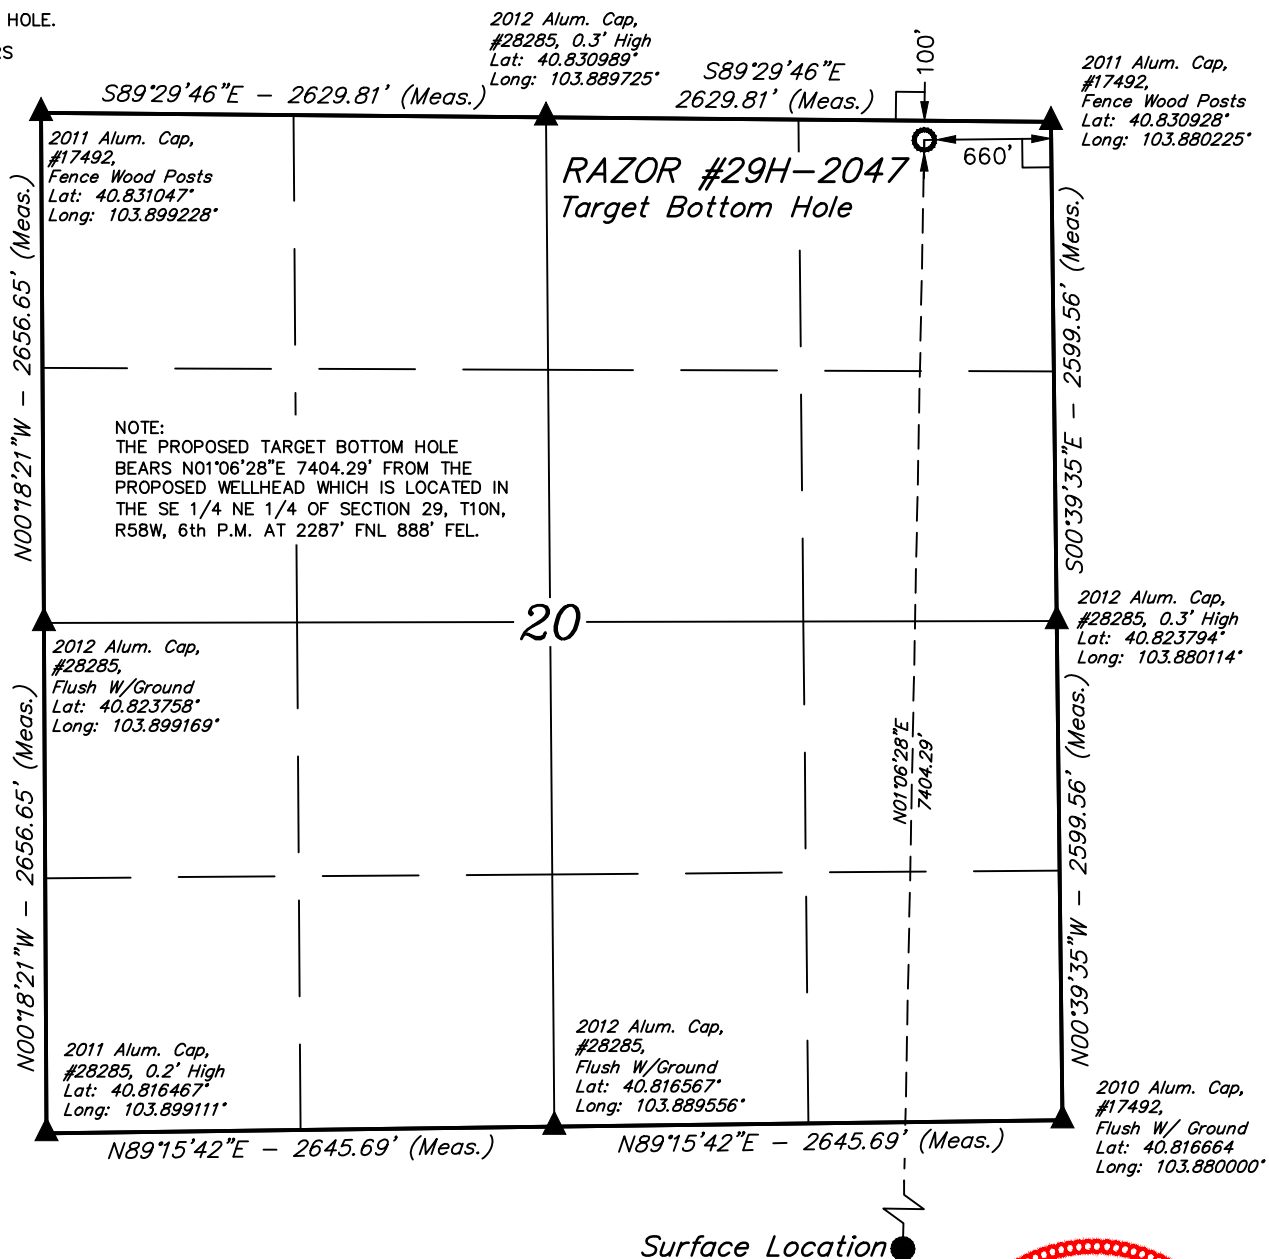 HOLE.
RS
2012 Alum. Cap,
#28285, 0.3' High
Lat: 40.830989°
Long: 103.889725°
S89°29'46"E - 2629.81' (Meas.)
S89°29'46"E
2629.81' (Meas.)
100'
2011 Alum. Cap,
#17492,
Fence Wood Posts
Lat: 40.830928°
Long: 103.880225°
2011 Alum. Cap,
#17492,
Fence Wood Posts
Lat: 40.831047°
Long: 103.899228°
660'
RAZOR #29H-2047
Target Bottom Hole
N00°18'21"W - 2656.65' (Meas.)
S00°39'35"E - 2599.56' (Meas.)
NOTE:
THE PROPOSED TARGET BOTTOM HOLE
BEARS N01°06'28"E 7404.29' FROM THE
PROPOSED WELLHEAD WHICH IS LOCATED IN
THE SE 1/4 NE 1/4 OF SECTION 29, T10N,
R58W, 6th P.M. AT 2287' FNL 888' FEL.
20
2012 Alum. Cap,
#28285, 0.3' High
Lat: 40.823794°
Long: 103.880114°
2012 Alum. Cap,
#28285,
Flush W/Ground
Lat: 40.823758°
Long: 103.899169°
N01°06'28"E
7404.29'
N00°18'21"W - 2656.65' (Meas.)
N00°39'35"W - 2599.56' (Meas.)
2011 Alum. Cap,
#28285, 0.2' High
Lat: 40.816467°
Long: 103.899111°
2012 Alum. Cap,
#28285,
Flush W/Ground
Lat: 40.816567°
Long: 103.889556°
2010 Alum. Cap,
#17492,
Flush W/ Ground
Lat: 40.816664
Long: 103.880000°
N89°15'42"E - 2645.69' (Meas.)
N89°15'42"E - 2645.69' (Meas.)
Surface Location